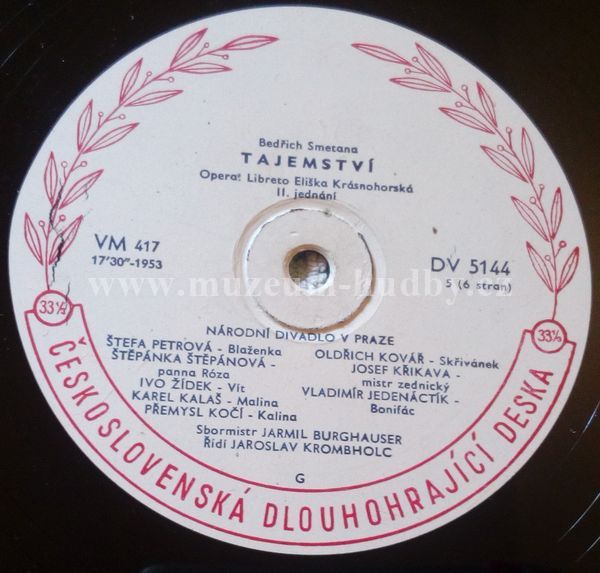 Bedřich Smetana
TAJEMSTVÍ
Opera. Libreto Eliška Krásnohorská
II. jednání
VM 417
17'30"-1953
DV 5144
5 (6 stran)
www.muzeum-hudby.cz
33⅓
33⅓
NÁRODNÍ DIVADLO V PRAZE
ŠTEFA PETROVÁ - Blaženka
ŠTĚPÁNKA ŠTĚPÁNOVÁ -
panna Róza
IVO ŽÍDEK - Vít
KAREL KALAŠ - Malina
PŘEMYSL KOČÍ - Kalina
OLDŘICH KOVÁŘ - Skřivánek
JOSEF KŘIKAVA -
mistr zednický
VLADIMÍR JEDENÁCTÍK -
Bonifác
Sbormistr JARMIL BURGHAUSER
Řídí JAROSLAV KROMBHOLC
G
ČESKOSLOVENSKÁ DLOUHOHRAJÍCÍ DESKA